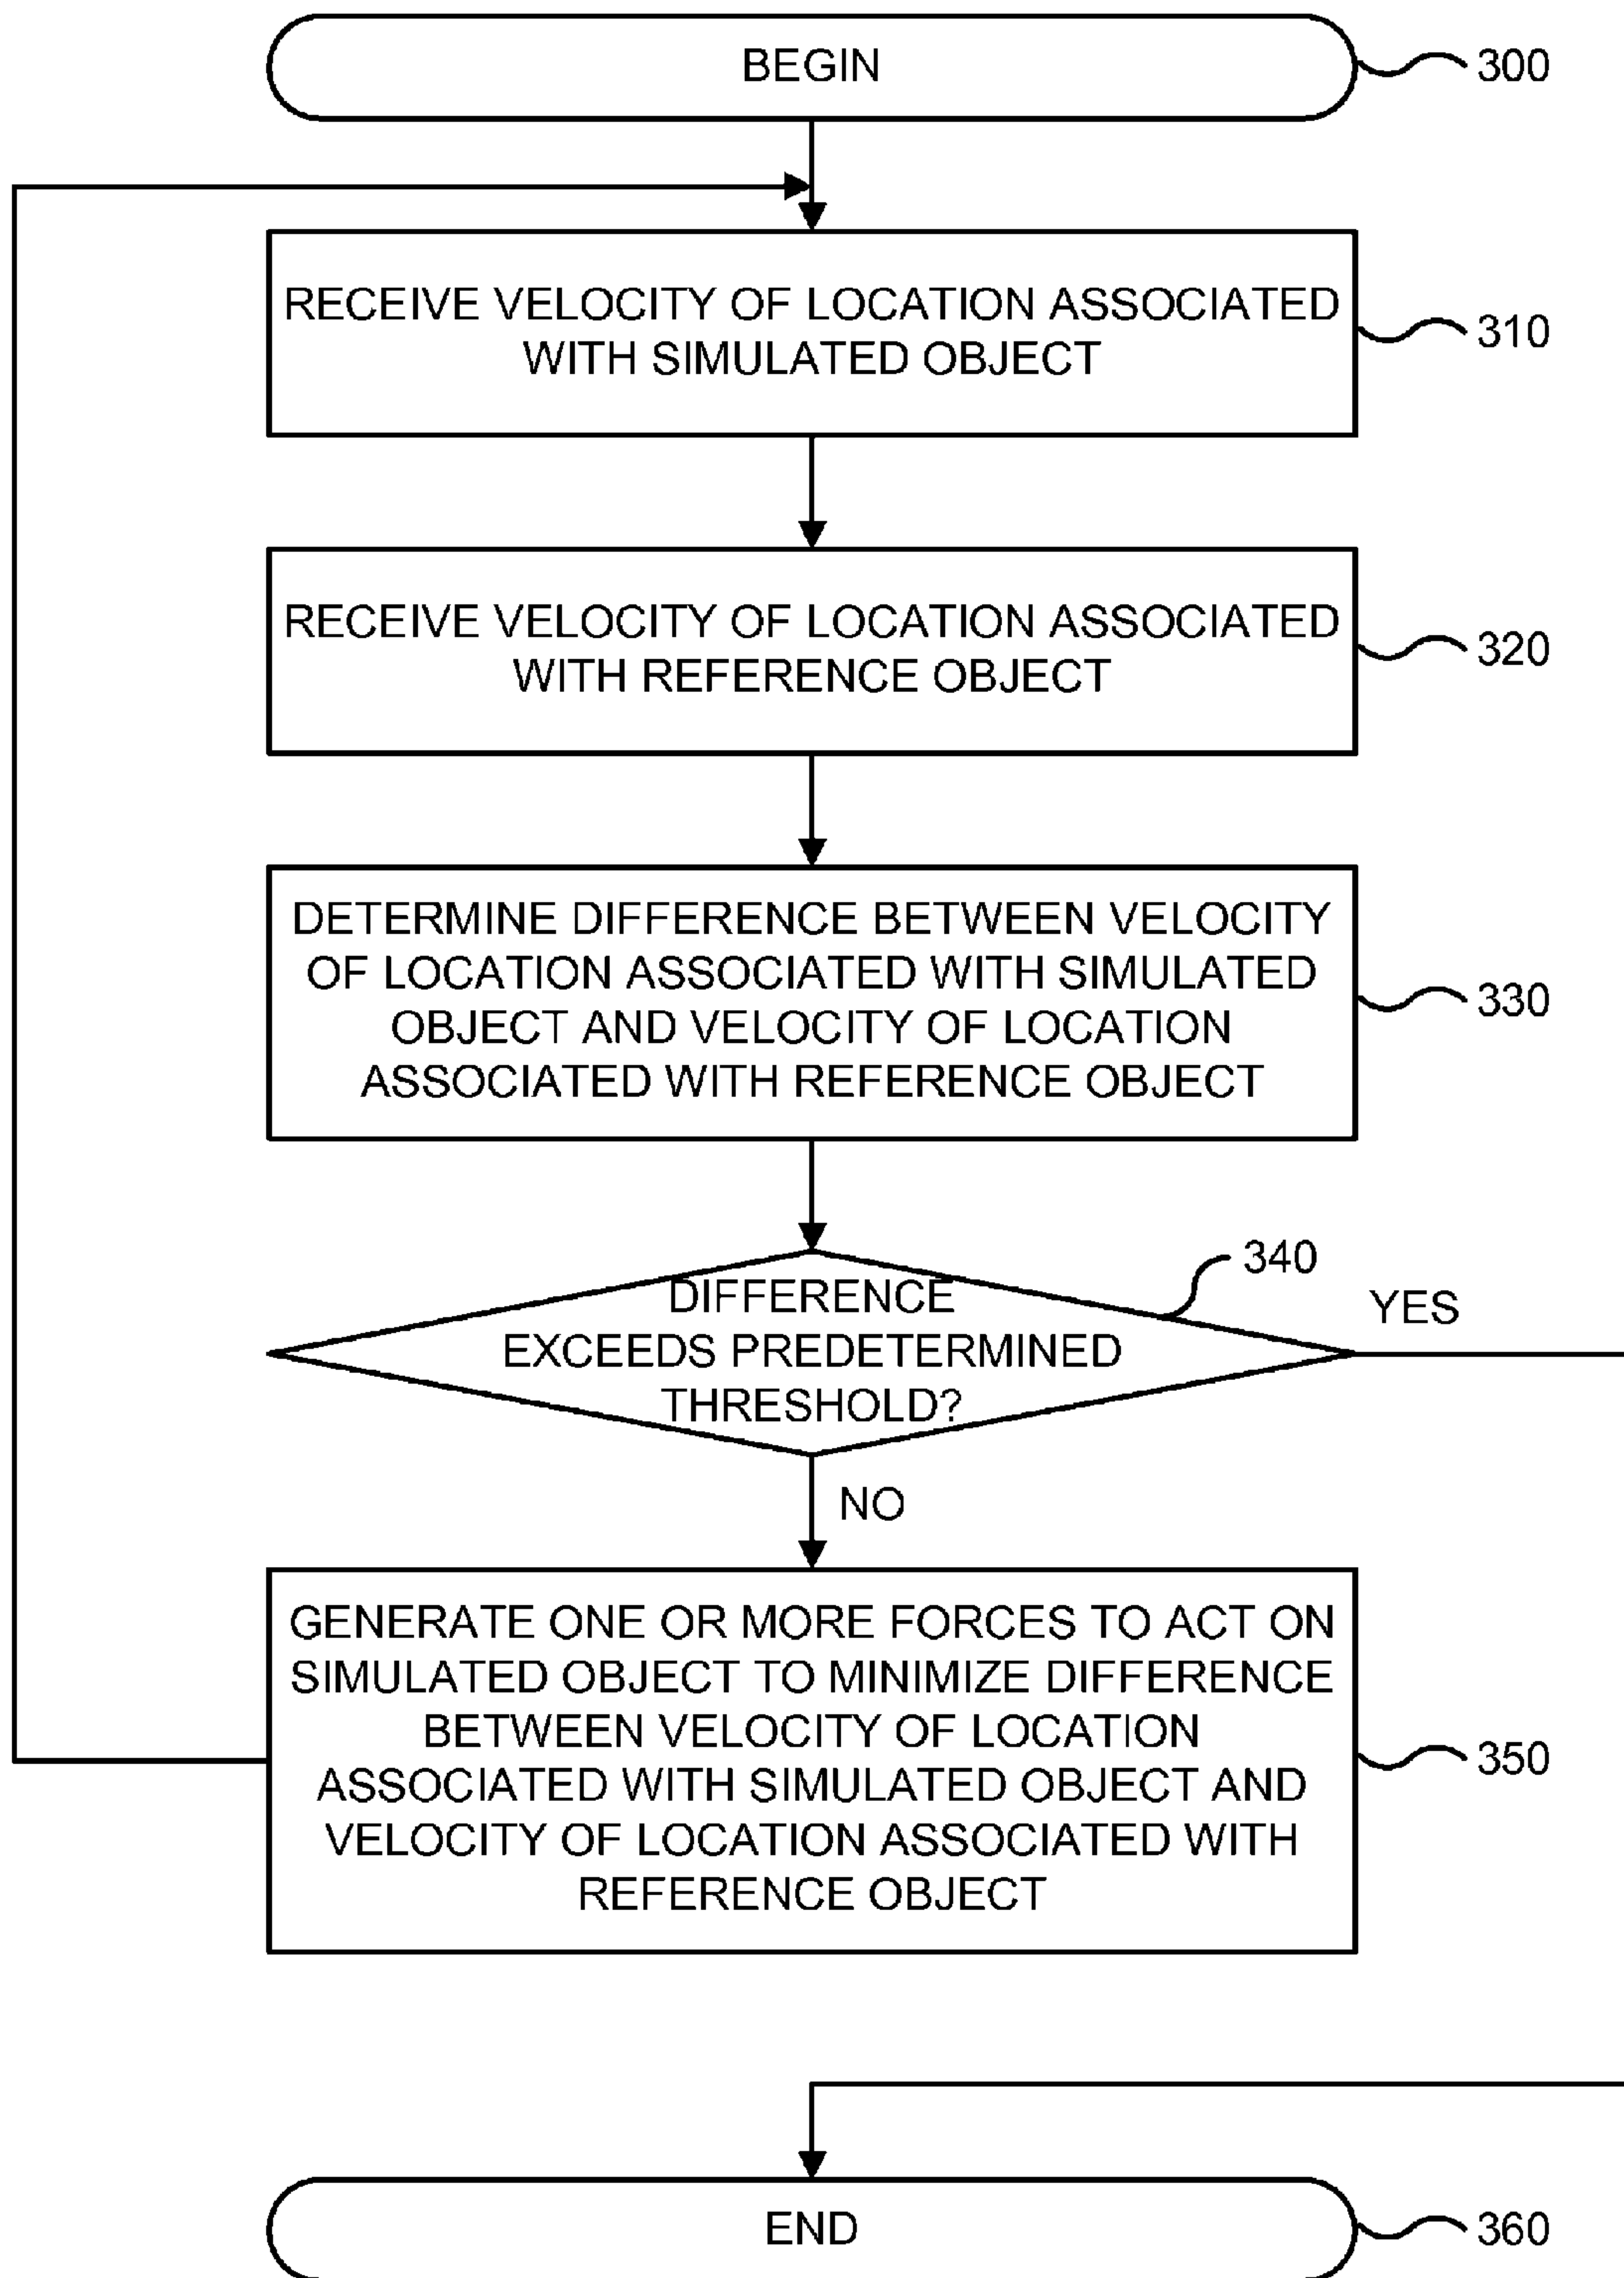 BEGIN
300
RECEIVE VELOCITY OF LOCATION ASSOCIATED
WITH SIMULATED OBJECT
310
RECEIVE VELOCITY OF LOCATION ASSOCIATED
WITH REFERENCE OBJECT
320
DETERMINE DIFFERENCE BETWEEN VELOCITY
OF LOCATION ASSOCIATED WITH SIMULATED
OBJECT AND VELOCITY OF LOCATION
ASSOCIATED WITH REFERENCE OBJECT
330
340
DIFFERENCE
EXCEEDS PREDETERMINED
THRESHOLD?
YES
NO
GENERATE ONE OR MORE FORCES TO ACT ON
SIMULATED OBJECT TO MINIMIZE DIFFERENCE
BETWEEN VELOCITY OF LOCATION
ASSOCIATED WITH SIMULATED OBJECT AND
VELOCITY OF LOCATION ASSOCIATED WITH
REFERENCE OBJECT
350
END
360